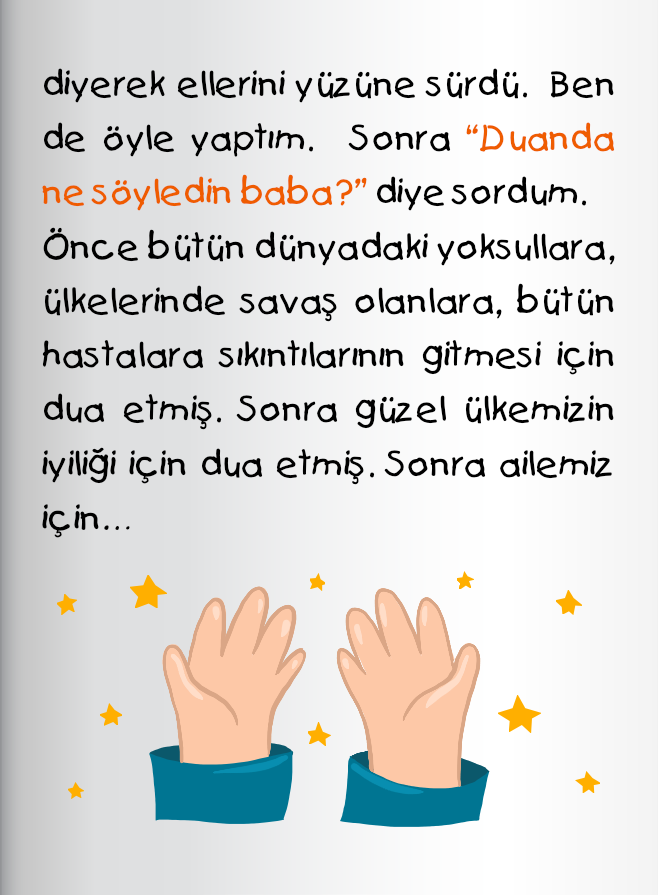 diyerek ellerini yüzüne sürdü. Ben
de öyle yaptım. Sonra “Duanda
ne söyledin baba?” diye sordum.
Önce bütün dünyadaki yoksullara,
ülkelerinde savaş olanlara, bütün
hastalara sıkıntılarının gitmesi için
dua etmiş. Sonra güzel ülkemizin
iyiliği için dua etmiş. Sonra ailemiz
için...